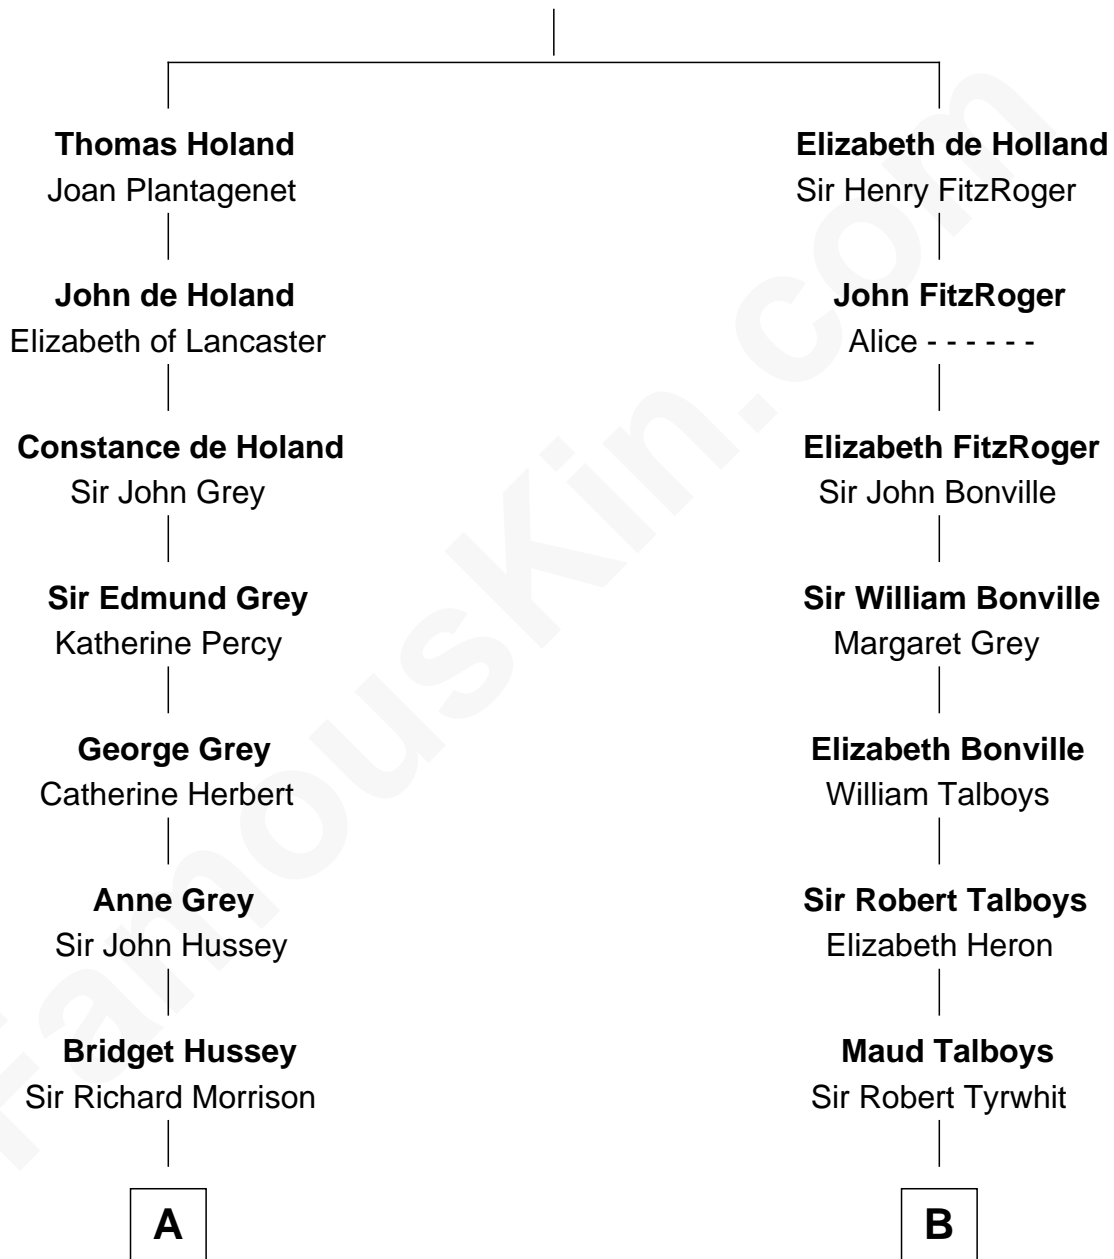 Thomas Holand
Joan Plantagenet
John de Holand
Elizabeth of Lancaster
Constance de Holand
Sir John Grey
Sir Edmund Grey
Katherine Percy
George Grey
Catherine Herbert
Anne Grey
Sir John Hussey
Bridget Hussey
Sir Richard Morrison
A
Elizabeth de Holland
Sir Henry FitzRoger
John FitzRoger
Alice - - - - - -
Elizabeth FitzRoger
Sir John Bonville
Sir William Bonville
Margaret Grey
Elizabeth Bonville
William Talboys
Sir Robert Talboys
Elizabeth Heron
Maud Talboys
Sir Robert Tyrwhit
B
FamousKin.com